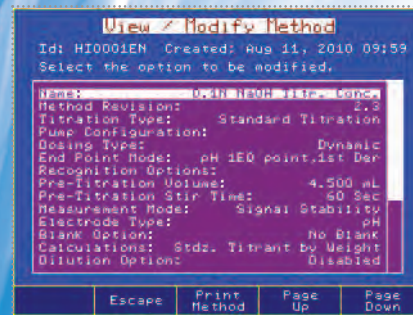 View / Modify Method
Id: HI0001EN Created: Aug 11, 2010 09:59
Select the option to be modified.
Name: 0.1N NaOH Titr. Conc.
Method Revision: 2.3
Titration Type: Standard Titration
Pump Configuration:
Dosing Type: Dynamic
End Point Mode: pH 1EQ point,1st Der
Recognition Options:
Pre-Titration Volume: 4.500 mL
Pre-Titration Stir Time: 60 Sec
Measurement Mode: Signal Stability
Electrode Type: pH
Blank Option: No Blank
Calculations: Stdz. Titrant by Weight
Dilution Option: Disabled
Escape
Print Method
Page Up
Page Down